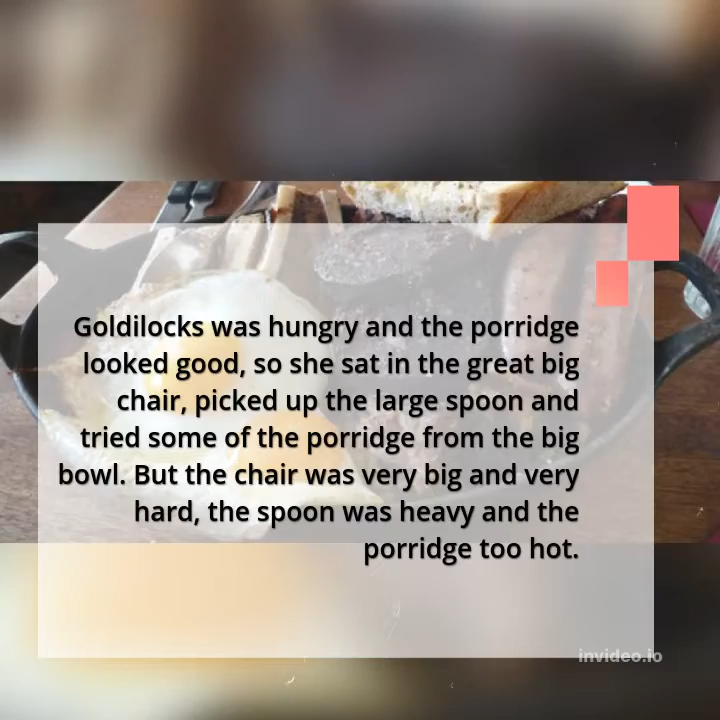 Goldilocks was hungry and the porridge
looked good, so she sat in the great big
chair, picked up the large spoon and
tried some of the porridge from the big
bowl. But the chair was very big and very
hard, the spoon was heavy and the
porridge too hot.
invideo.io